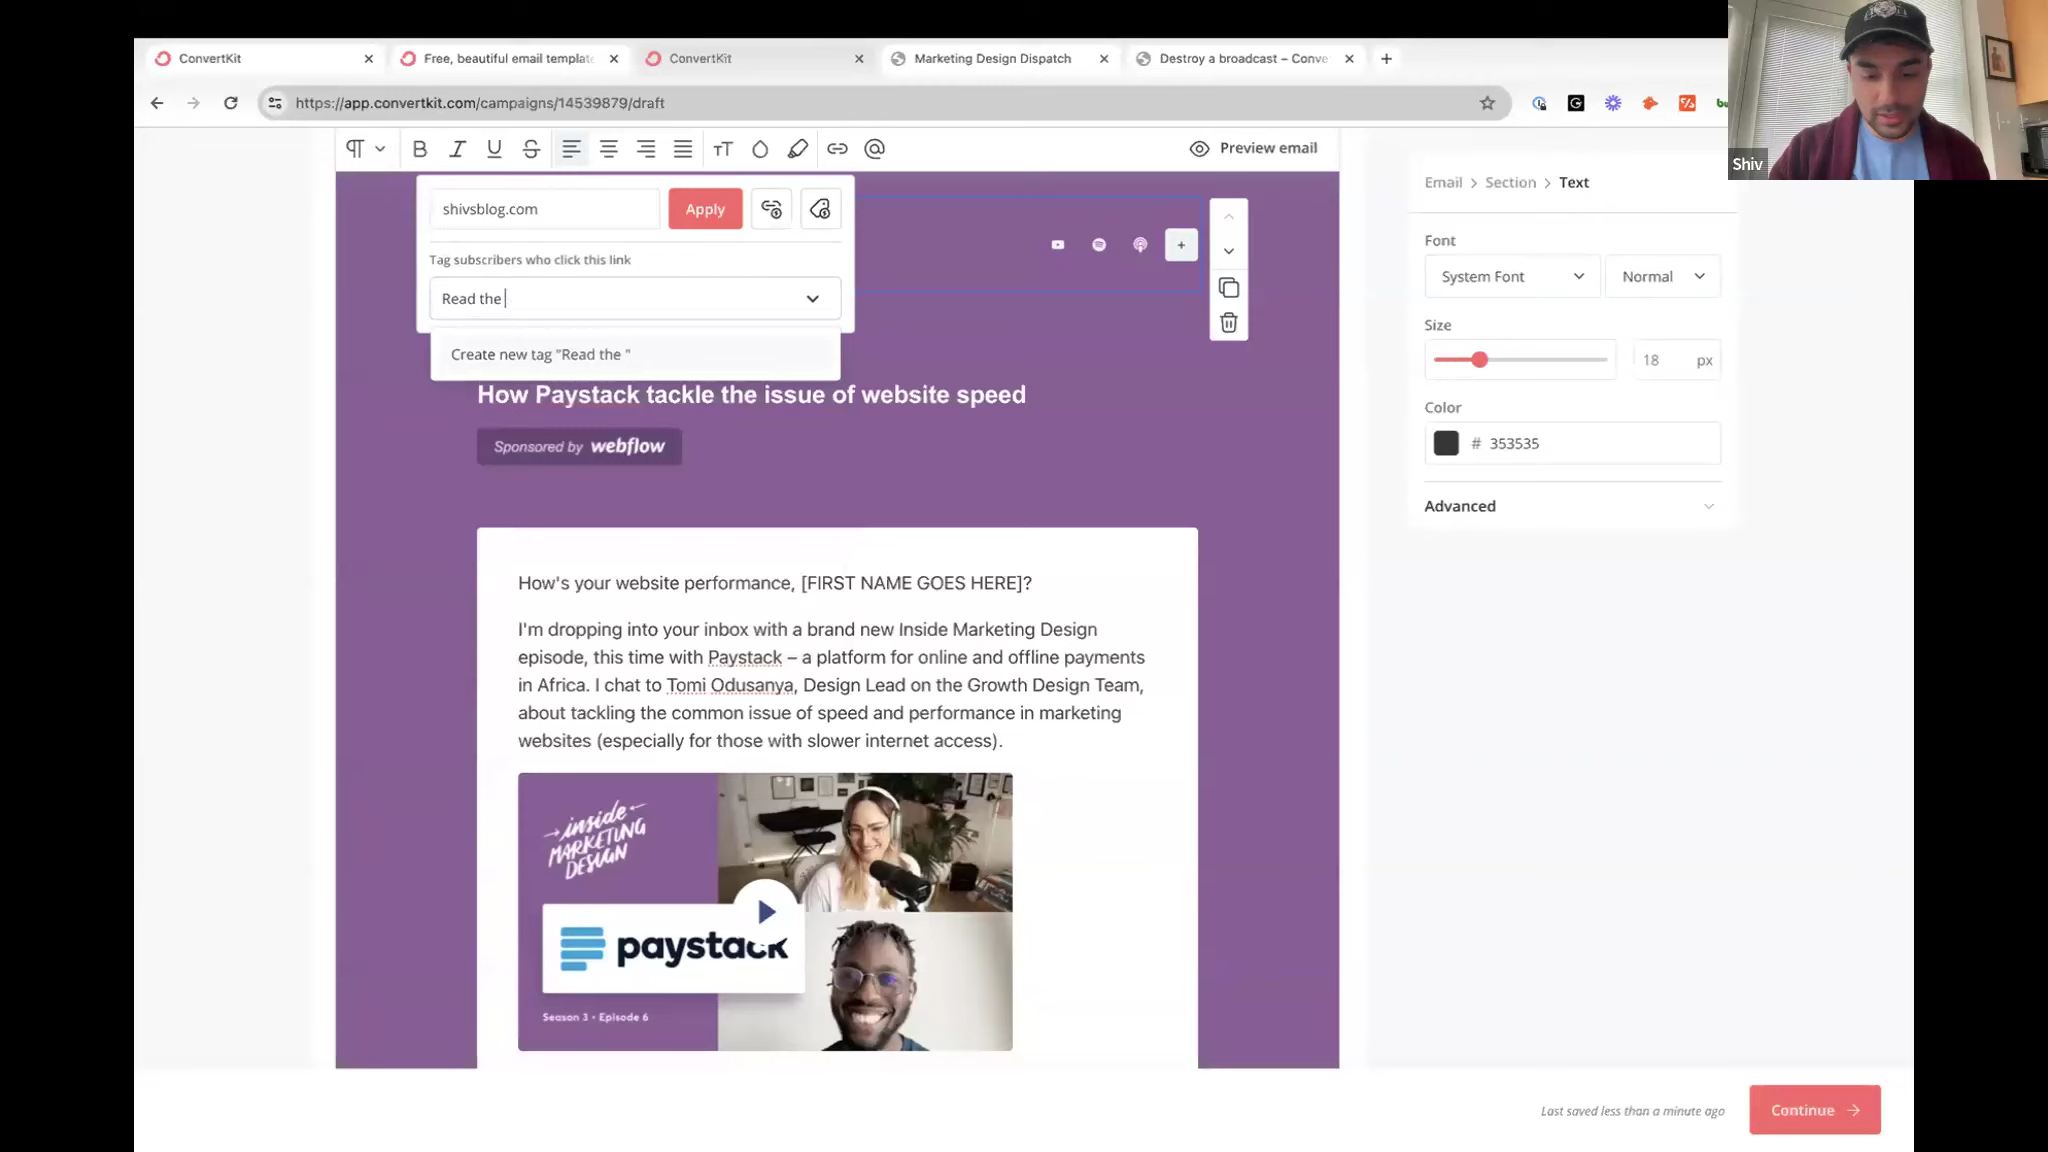 ConvertKit
Free, beautiful email template
ConvertKit
Marketing Design Dispatch
Destroy a broadcast – Conve
https://app.convertkit.com/campaigns/14539879/draft
Shiv
Preview email
shivsblog.com
Apply
Tag subscribers who click this link
Read the
Create new tag "Read the "
How Paystack tackle the issue of website speed
Sponsored by webflow
How's your website performance, [FIRST NAME GOES HERE]?
I'm dropping into your inbox with a brand new Inside Marketing Design
episode, this time with Paystack – a platform for online and offline payments
in Africa. I chat to Tomi Odusanya, Design Lead on the Growth Design Team,
about tackling the common issue of speed and performance in marketing
websites (especially for those with slower internet access).
inside
MARKETING
DESIGN
paystack
Season 3 • Episode 6
Email > Section > Text
Font
System Font
Normal
Size
18 px
Color
# 353535
Advanced
Last saved less than a minute ago
Continue